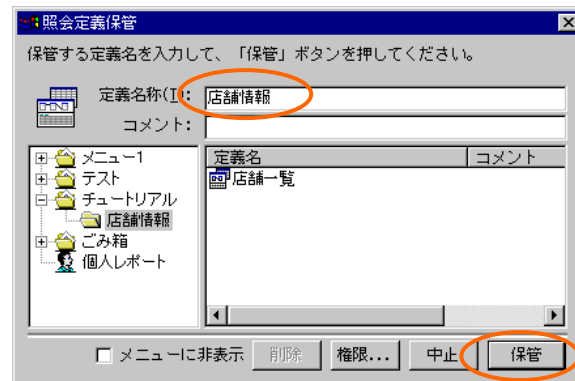 照会定義保管
保管する定義名を入力して、「保管」ボタンを押してください。
定義名称(I): 店舗情報
コメント:
定義名 コメント
メニュー1
テスト
チュートリアル
店舗情報
ごみ箱
個人レポート
店舗一覧
メニューに非表示 削除 権限... 中止 保管